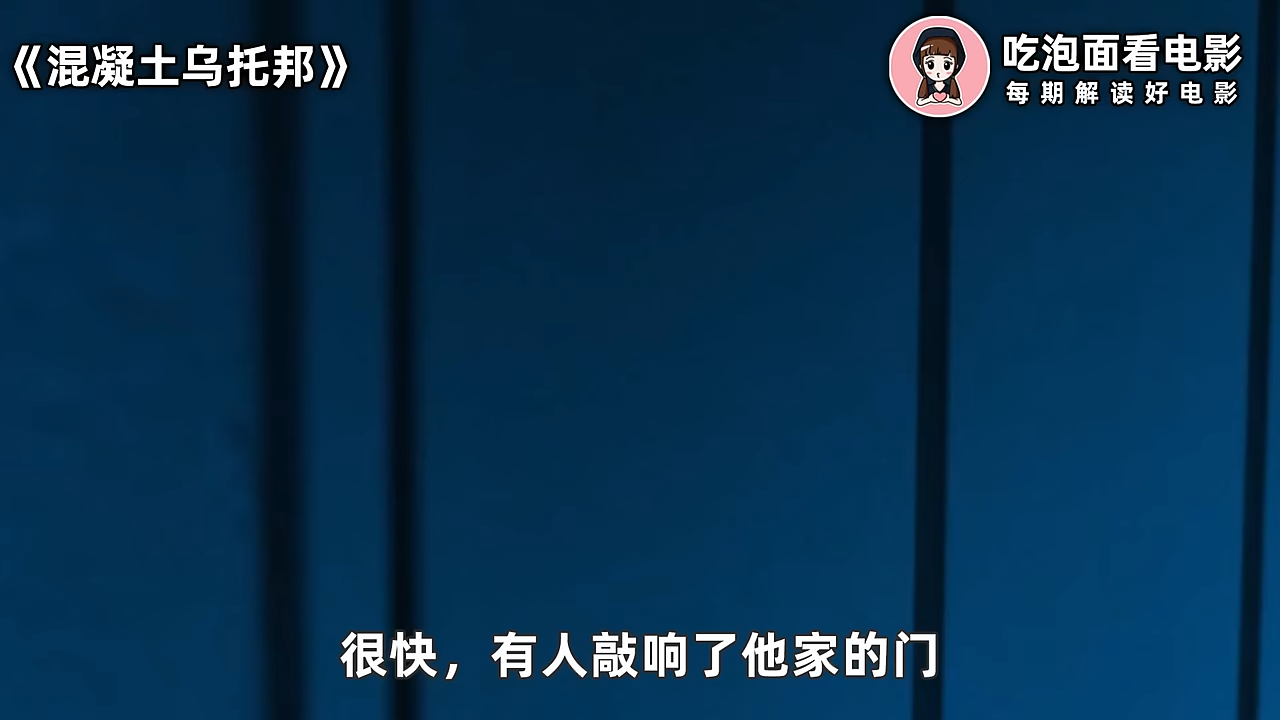 《混凝土乌托邦》
吃泡面看电影
每期解读好电影
很快，有人敲响了他家的门